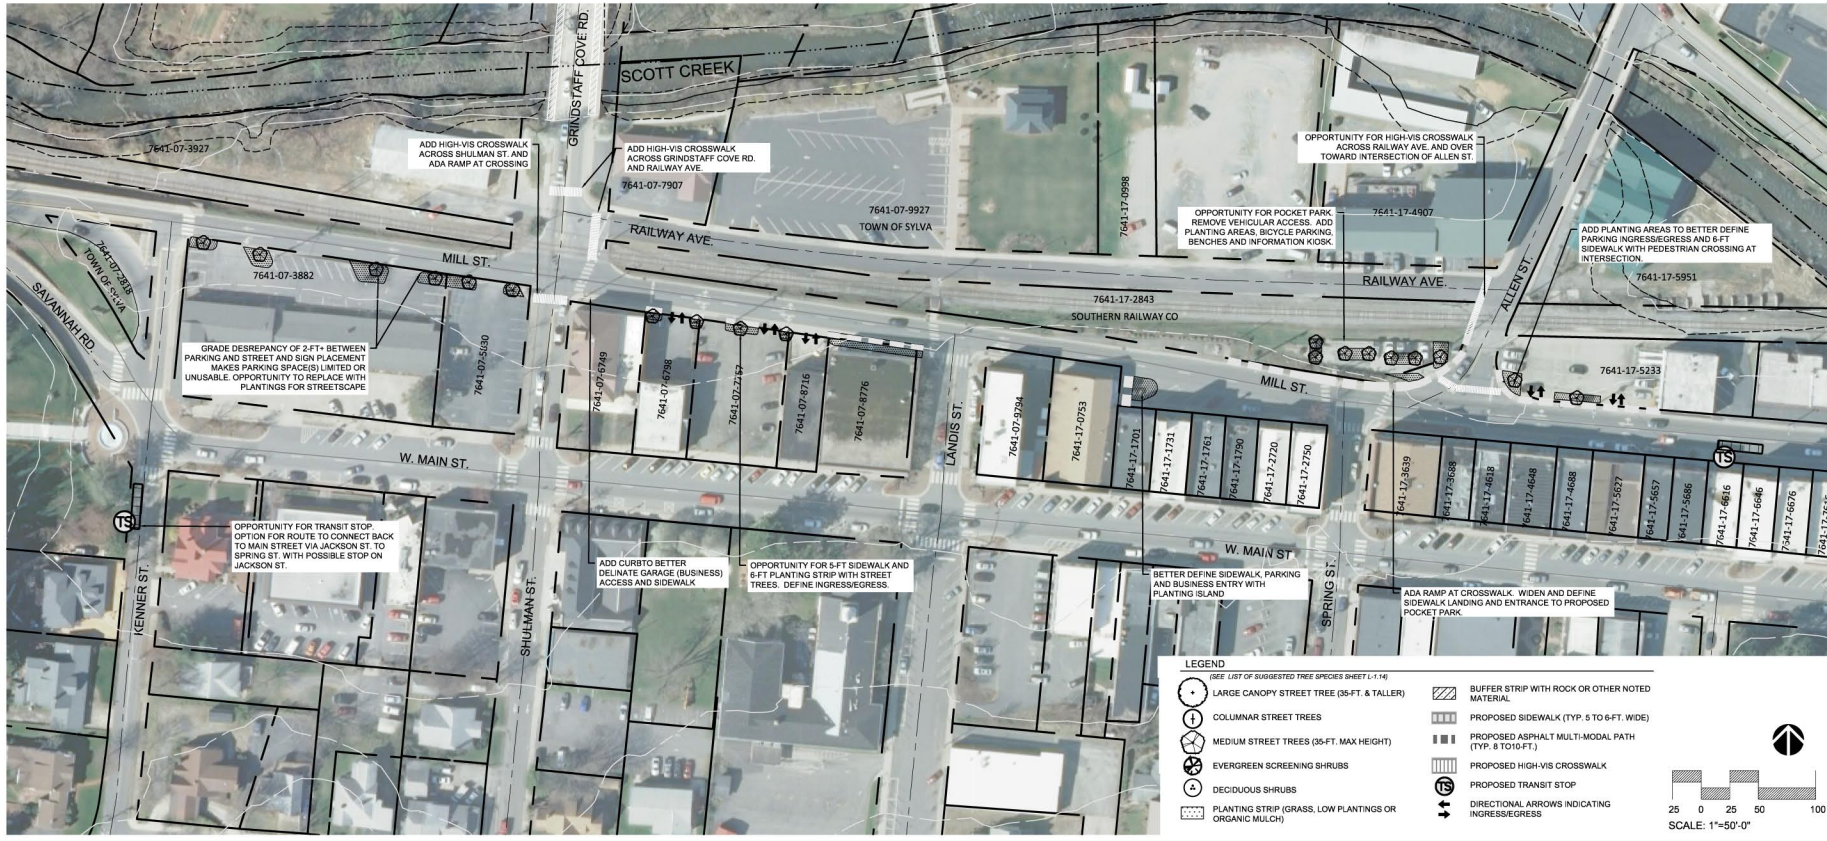 GRINDSTAFF COVE RD.
SCOTT CREEK
7641-07-3927
ADD HIGH-VIS CROSSWALK
ACROSS SHULMAN ST. AND
ADA RAMP AT CROSSING
ADD HIGH-VIS CROSSWALK
ACROSS GRINDSTAFF COVE RD.
AND RAILWAY AVE.
7641-07-7907
7641-07-9927
TOWN OF SYLVA
7641-17-0998
OPPORTUNITY FOR HIGH-VIS CROSSWALK
ACROSS RAILWAY AVE. AND OVER
TOWARD INTERSECTION OF ALLEN ST.
OPPORTUNITY FOR POCKET PARK.
REMOVE VEHICULAR ACCESS. ADD
PLANTING AREAS, BICYCLE PARKING,
BENCHES AND INFORMATION KIOSK.
7641-17-4907
ADD PLANTING AREAS TO BETTER DEFINE
PARKING INGRESS/EGRESS AND 6-FT
SIDEWALK WITH PEDESTRIAN CROSSING AT
INTERSECTION.
7641-17-5951
7641-07-2818
TOWN OF SYLVA
SAVANNAH RD.
7641-07-3882
MILL ST.
RAILWAY AVE.
RAILWAY AVE.
ALLEN ST.
7641-17-2843
SOUTHERN RAILWAY CO
GRADE DESREPANCY OF 2-FT+ BETWEEN
PARKING AND STREET AND SIGN PLACEMENT
MAKES PARKING SPACE(S) LIMITED OR
UNUSABLE. OPPORTUNITY TO REPLACE WITH
PLANTINGS FOR STREETSCAPE
7641-07-5030
7641-07-6749
7641-07-6798
7641-07-7757
7641-07-8716
7641-07-8776
LANDIS ST.
7641-07-9794
7641-17-0753
MILL ST.
7641-17-1701
7641-17-1731
7641-17-1761
7641-17-1790
7641-17-2720
7641-17-2750
7641-17-5233
7641-17-3639
7641-17-3688
7641-17-4618
7641-17-4648
7641-17-4688
7641-17-5627
7641-17-5657
7641-17-5686
7641-17-6616
7641-17-6646
7641-17-6676
TS
W. MAIN ST.
TS
OPPORTUNITY FOR TRANSIT STOP.
OPTION FOR ROUTE TO CONNECT BACK
TO MAIN STREET VIA JACKSON ST. TO
SPRING ST. WITH POSSIBLE STOP ON
JACKSON ST.
KENNER ST.
SHULMAN ST.
ADD CURBTO BETTER
DELINATE GARAGE (BUSINESS)
ACCESS AND SIDEWALK
OPPORTUNITY FOR 5-FT SIDEWALK AND
6-FT PLANTING STRIP WITH STREET
TREES. DEFINE INGRESS/EGRESS.
W. MAIN ST
BETTER DEFINE SIDEWALK, PARKING
AND BUSINESS ENTRY WITH
PLANTING ISLAND
SPRING ST.
ADA RAMP AT CROSSWALK. WIDEN AND DEFINE
SIDEWALK LANDING AND ENTRANCE TO PROPOSED
POCKET PARK.
LEGEND
(SEE LIST OF SUGGESTED TREE SPECIES SHEET L-1.14)
LARGE CANOPY STREET TREE (35-FT. & TALLER)
COLUMNAR STREET TREES
MEDIUM STREET TREES (35-FT. MAX HEIGHT)
EVERGREEN SCREENING SHRUBS
DECIDUOUS SHRUBS
PLANTING STRIP (GRASS, LOW PLANTINGS OR
ORGANIC MULCH)
BUFFER STRIP WITH ROCK OR OTHER NOTED
MATERIAL
PROPOSED SIDEWALK (TYP. 5 TO 6-FT. WIDE)
PROPOSED ASPHALT MULTI-MODAL PATH
(TYP. 8 TO10-FT.)
PROPOSED HIGH-VIS CROSSWALK
TS PROPOSED TRANSIT STOP
DIRECTIONAL ARROWS INDICATING
INGRESS/EGRESS
25 0 25 50 100
SCALE: 1"=50'-0"